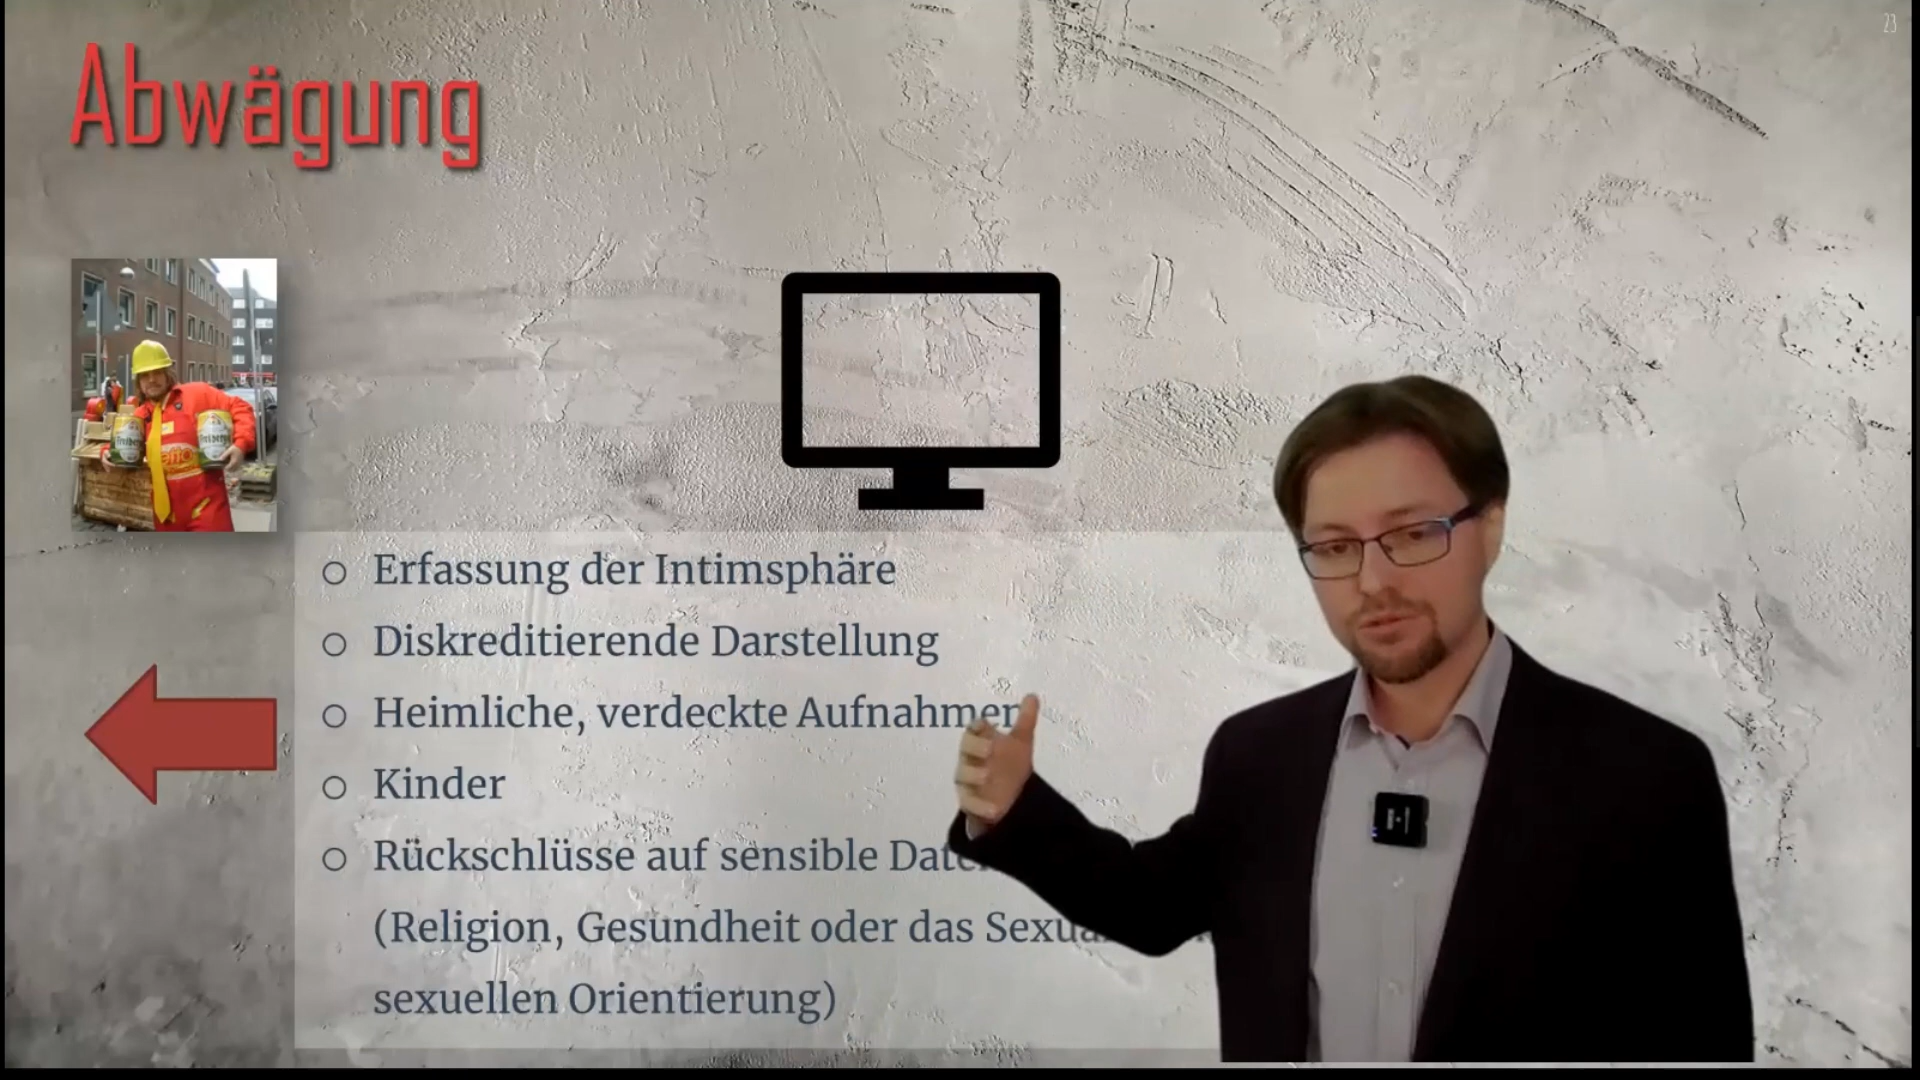 23
Abwägung
Erfassung der Intimsphäre
Diskreditierende Darstellung
Heimliche, verdeckte Aufnahmen
Kinder
Rückschlüsse auf sensible
(Religion, Gesundheit oder das
sexuellen Orientierung)